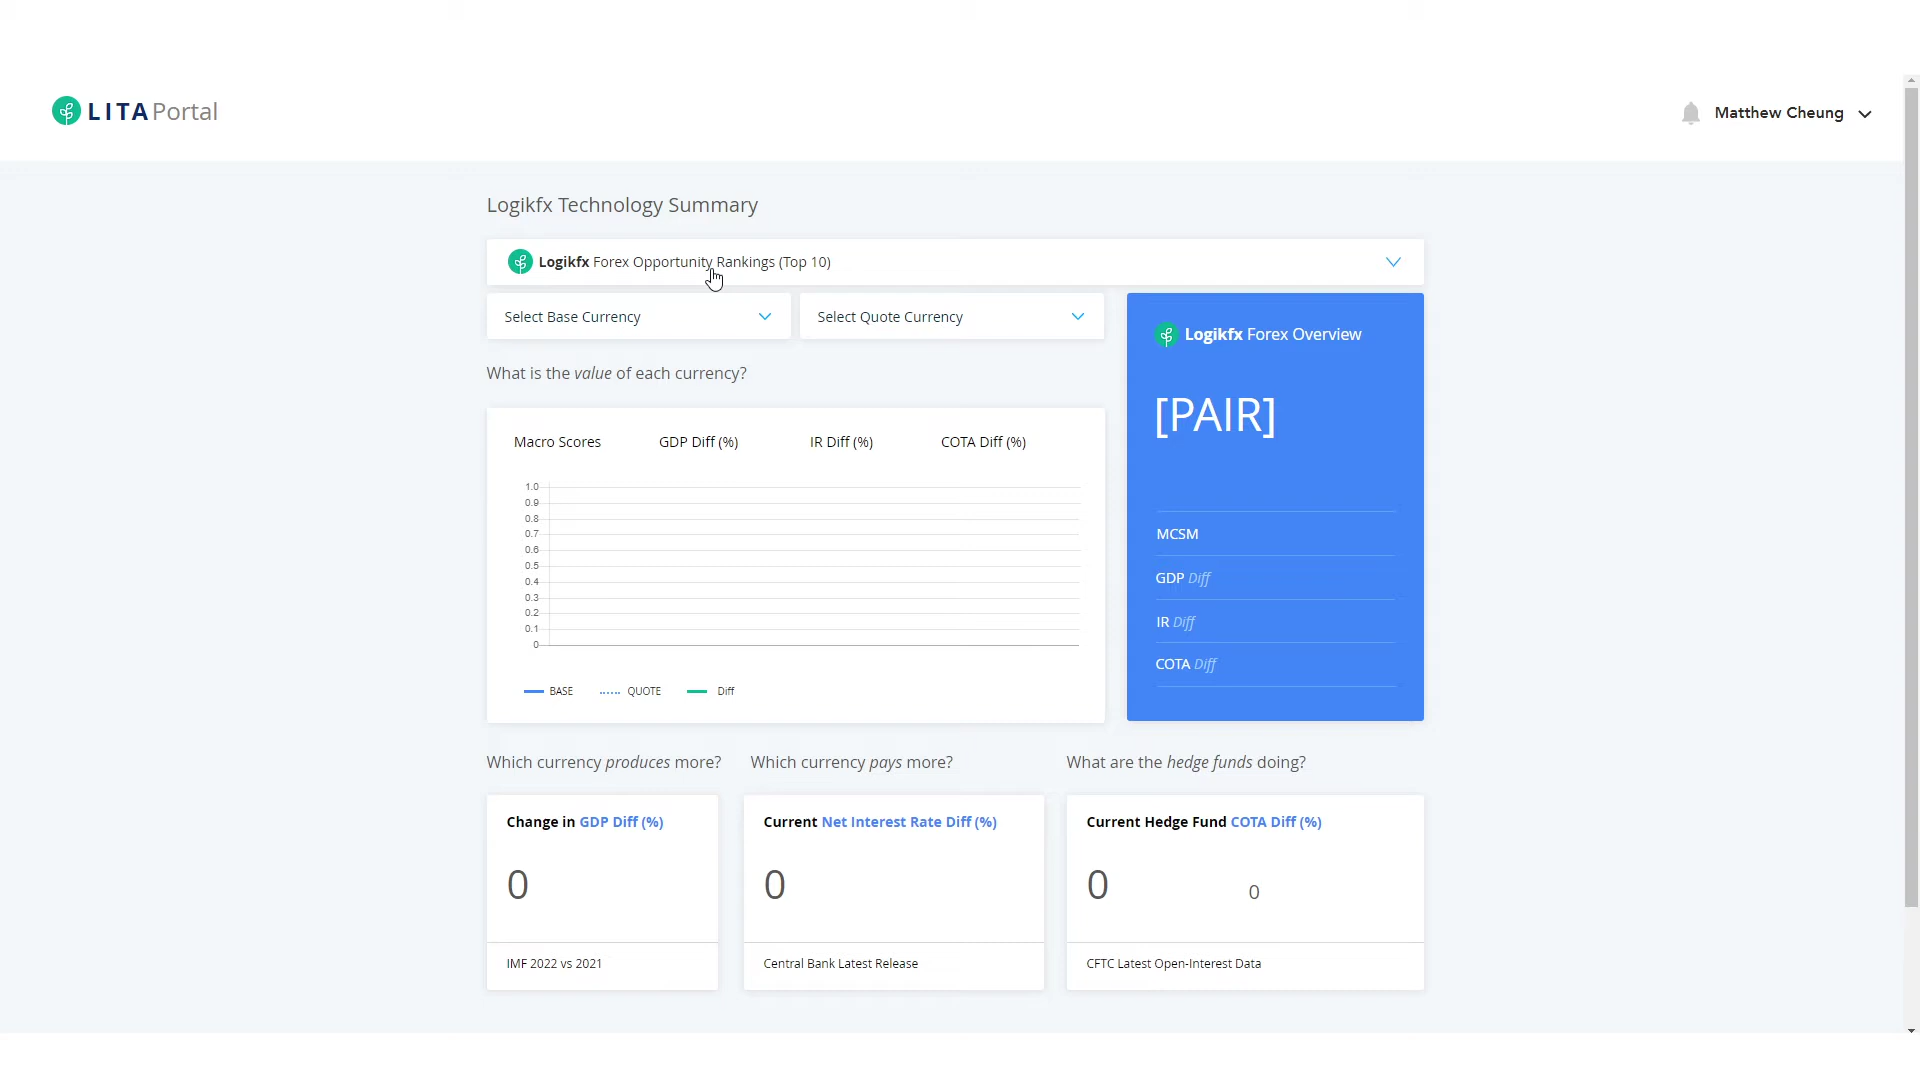 LITA Portal
Matthew Cheung
Logikfx Technology Summary
Logikfx Forex Opportunity Rankings (Top 10)
Select Base Currency
Select Quote Currency
Logikfx Forex Overview
What is the value of each currency?
[PAIR]
Macro Scores GDP Diff (%) IR Diff (%) COTA Diff (%)
1.0
0.9
0.8
0.7
0.6
0.5
0.4
0.3
0.2
0.1
0
BASE QUOTE Diff
MCSM
GDP Diff
IR Diff
COTA Diff
Which currency produces more?
Which currency pays more?
What are the hedge funds doing?
Change in GDP Diff (%)
0
IMF 2022 vs 2021
Current Net Interest Rate Diff (%)
0
Central Bank Latest Release
Current Hedge Fund COTA Diff (%)
0 0
CFTC Latest Open-Interest Data